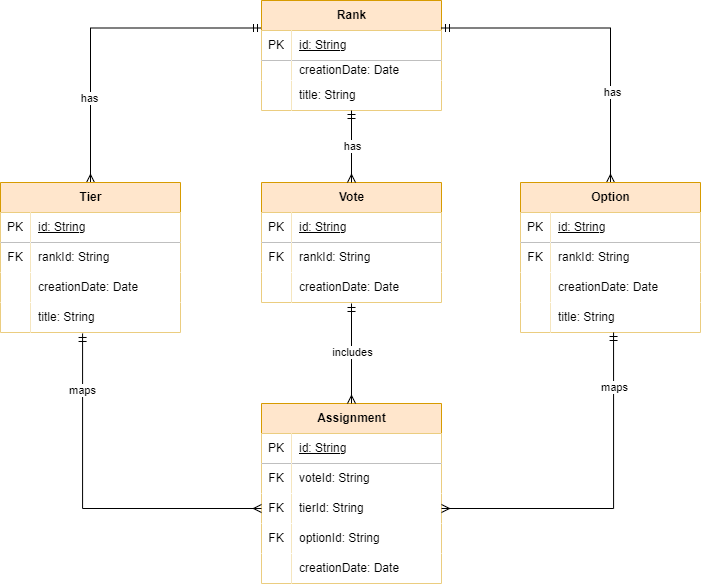 Rank
PK id: String
creationDate: Date
title: String
has
has
has
Tier
PK id: String
FK rankId: String
creationDate: Date
title: String
Vote
PK id: String
FK rankId: String
creationDate: Date
Option
PK id: String
FK rankId: String
creationDate: Date
title: String
maps
includes
maps
Assignment
PK id: String
FK voteId: String
FK tierId: String
FK optionId: String
creationDate: Date